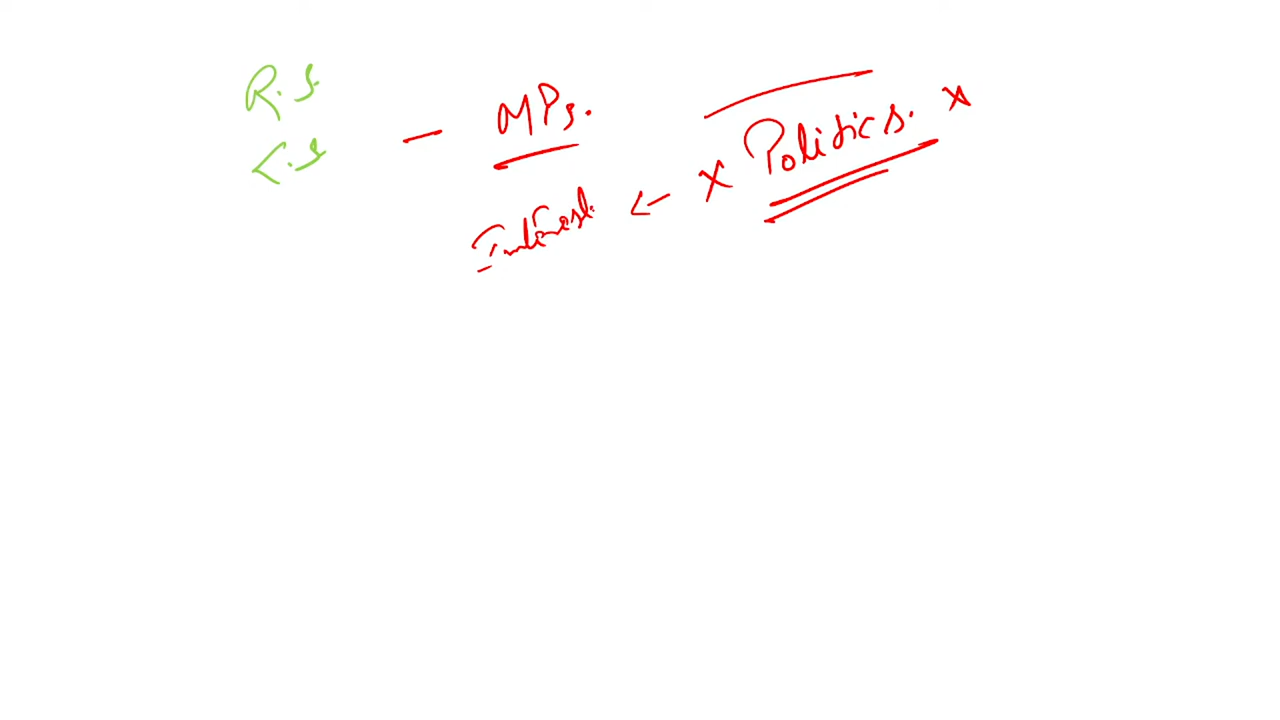 R.S.
L.S
- MPs.
x Politics. x
Interest. ←